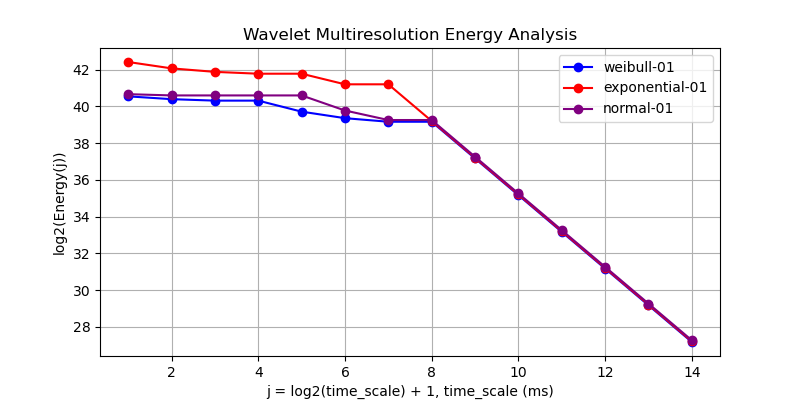 Wavelet Multiresolution Energy Analysis
weibull-01
exponential-01
normal-01
log2(Energy(j))
42
40
38
36
34
32
30
28
2 4 6 8 10 12 14
j = log2(time_scale) + 1, time_scale (ms)